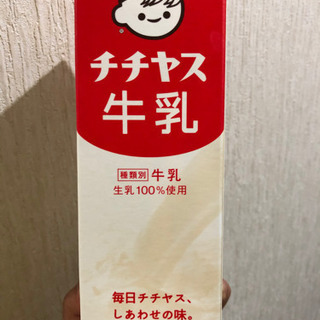 チチヤス
牛乳
種類別 牛乳
生乳100%使用
毎日チチヤス、
しあわせの味。